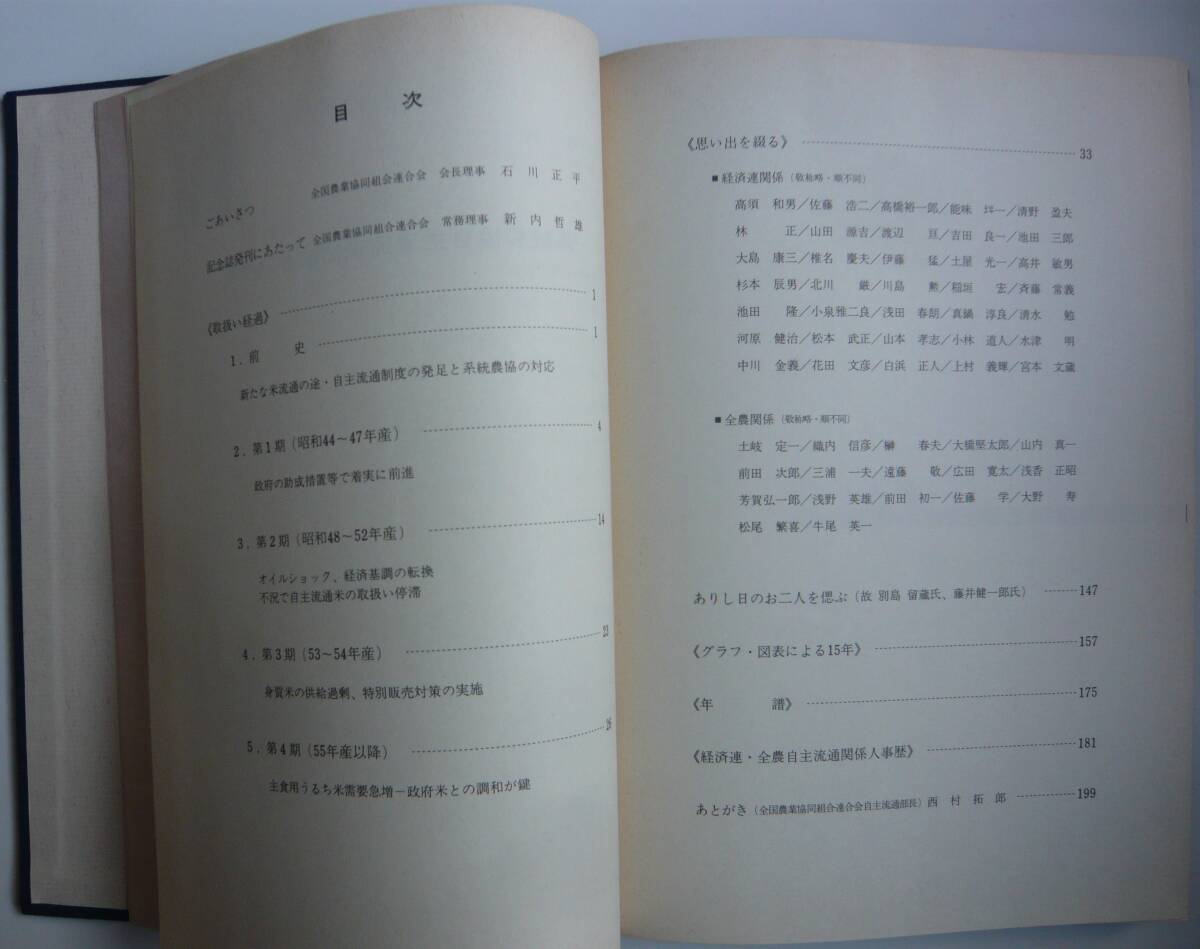 目　次
ごあいさつ　全国農業協同組合連合会　会長理事　石川正平
記念誌発刊にあたって　全国農業協同組合連合会　常務理事　新内哲雄
《取扱い経過》 1
1．前　史 1
新たな米流通の途・自主流通制度の発足と系統農協の対応
2．第1期（昭和44～47年産） 4
政府の助成措置等で着実に前進
3．第2期（昭和48～52年産） 14
オイルショック、経済基調の転換
不況で自主流通米の取扱い停滞
4．第3期（53～54年産） 23
身質米の供給過剰、特別販売対策の実施
5．第4期（55年産以降） 26
主食用うるち米需要急増－政府米との調和が鍵
《思い出を綴る》 33
■経済連関係（敬称略・順不同）
高須　和男／佐藤　浩二／高橋裕一郎／能味　坢一／清野　盈夫
林　　正／山田　源吉／渡辺　　亘／吉田　良一／池田　三郎
大島　康三／椎名　慶夫／伊藤　　猛／土屋　光一／高井　敏男
杉本　辰男／北川　　厳／川島　　勲／稲垣　　宏／斉藤　常義
池田　　隆／小泉雅二良／浅田　春朗／真鍋　淳良／清水　　勉
河原　健治／松本　武正／山本　孝志／小林　道人／水津　　明
中川　金義／花田　文彦／白浜　正人／上村　義輝／宮本　文蔵
■全農関係（敬称略・順不同）
土岐　定一／織内　信彦／榊　　春夫／大橋堅太郎／山内　真一
前田　次郎／三浦　一夫／遠藤　　敬／広田　寛太／浅香　正昭
芳賀弘一郎／浅野　英雄／前田　初一／佐藤　　学／大野　　寿
松尾　繁喜／牛尾　英一
ありし日のお二人を偲ぶ（故 別島 留蔵氏、藤井健一郎氏） 147
《グラフ・図表による15年》 157
《年　　譜》 175
《経済連・全農自主流通関係人事歴》 181
あとがき（全国農業協同組合連合会自主流通部長）西村拓郎 199